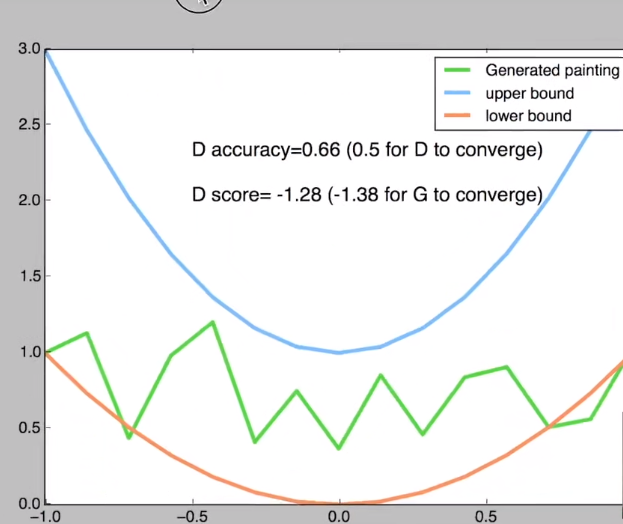 3.0
Generated painting
upper bound
lower bound
2.5
D accuracy=0.66 (0.5 for D to converge)
2.0
D score= -1.28 (-1.38 for G to converge)
1.5
1.0
0.5
0.0
−1.0 −0.5 0.0 0.5